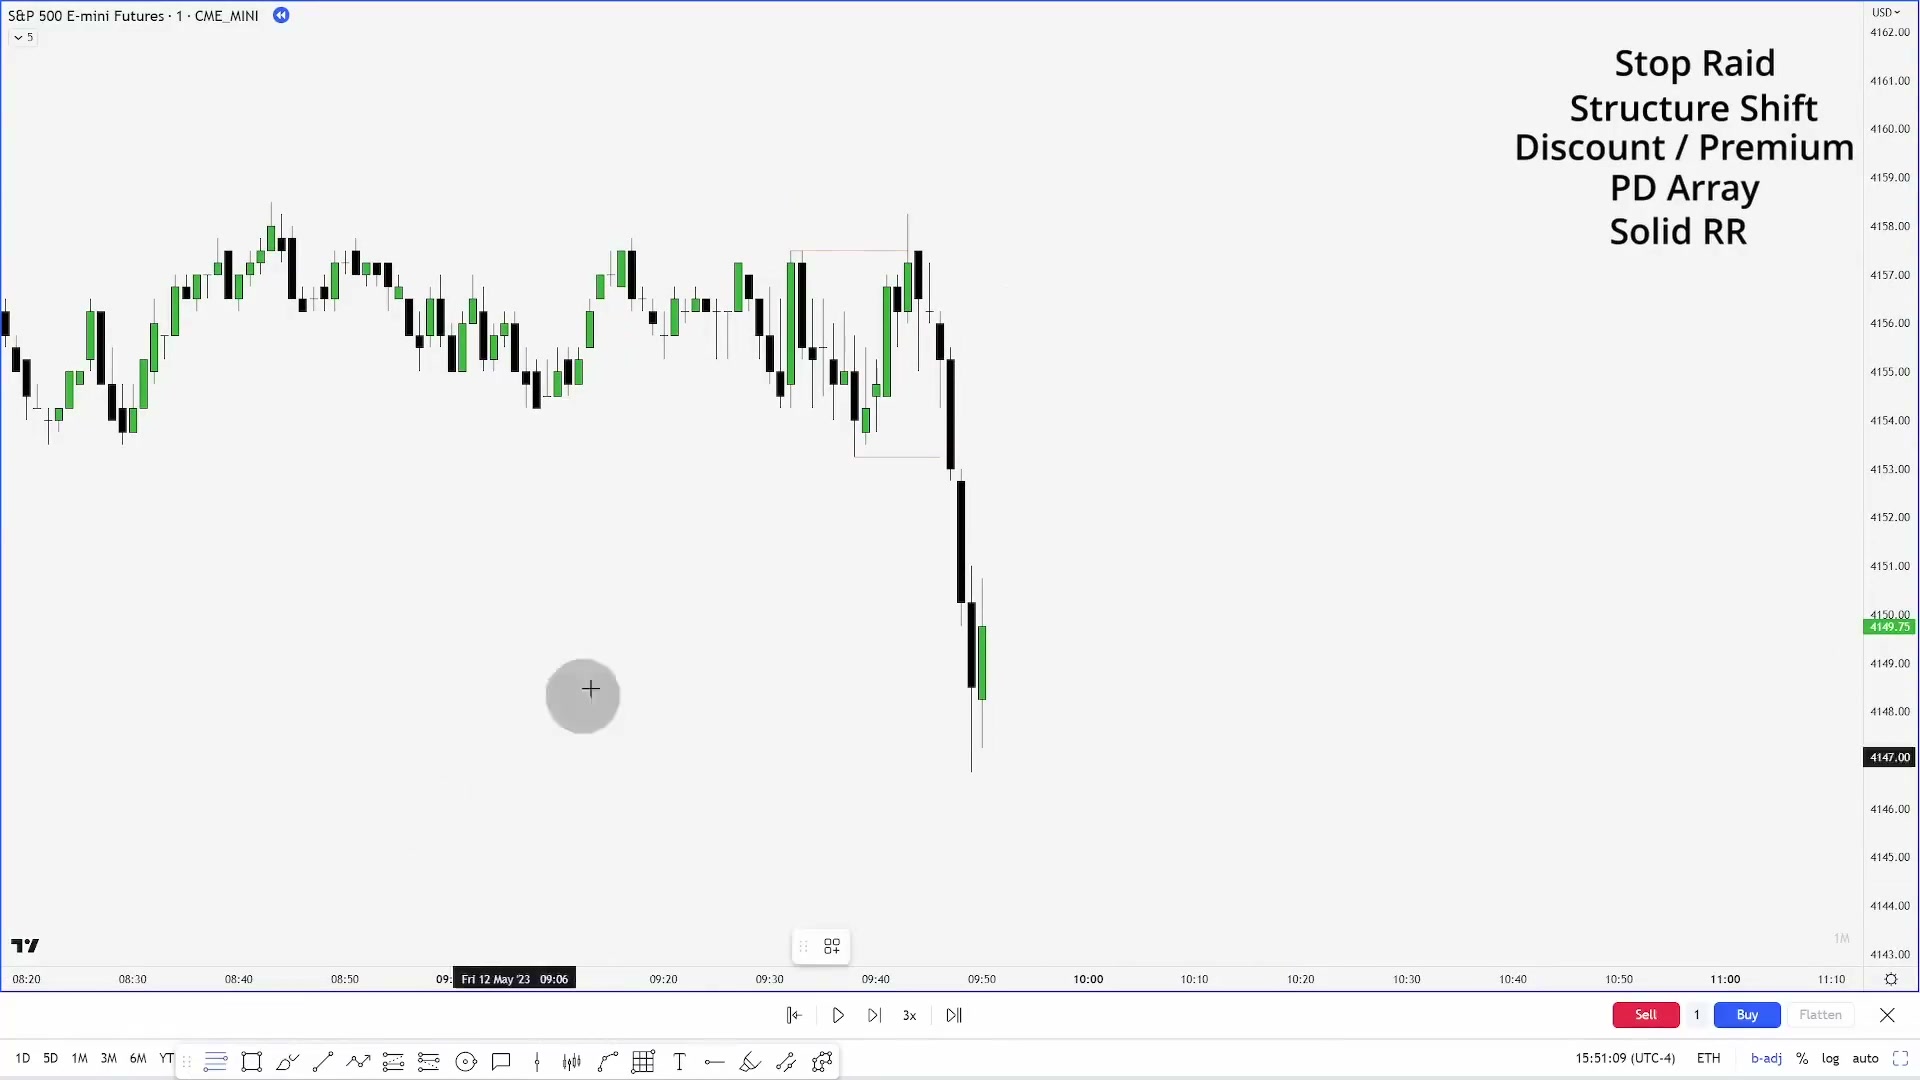 S&P 500 E-mini Futures · 1 · CME_MINI
5
USD
Stop Raid
Structure Shift
Discount / Premium
PD Array
Solid RR
4162.00
4161.00
4160.00
4159.00
4158.00
4157.00
4156.00
4155.00
4154.00
4153.00
4152.00
4151.00
4150.00
4149.75
4149.00
4148.00
4147.00
4146.00
4145.00
4144.00
4143.00
1M
08:20 08:30 08:40 08:50 09: Fri 12 May '23 09:06 09:20 09:30 09:40 09:50 10:00 10:10 10:20 10:30 10:40 10:50 11:00 11:10
3x
Sell 1 Buy Flatten
1D 5D 1M 3M 6M YT
15:51:09 (UTC-4) ETH b-adj % log auto